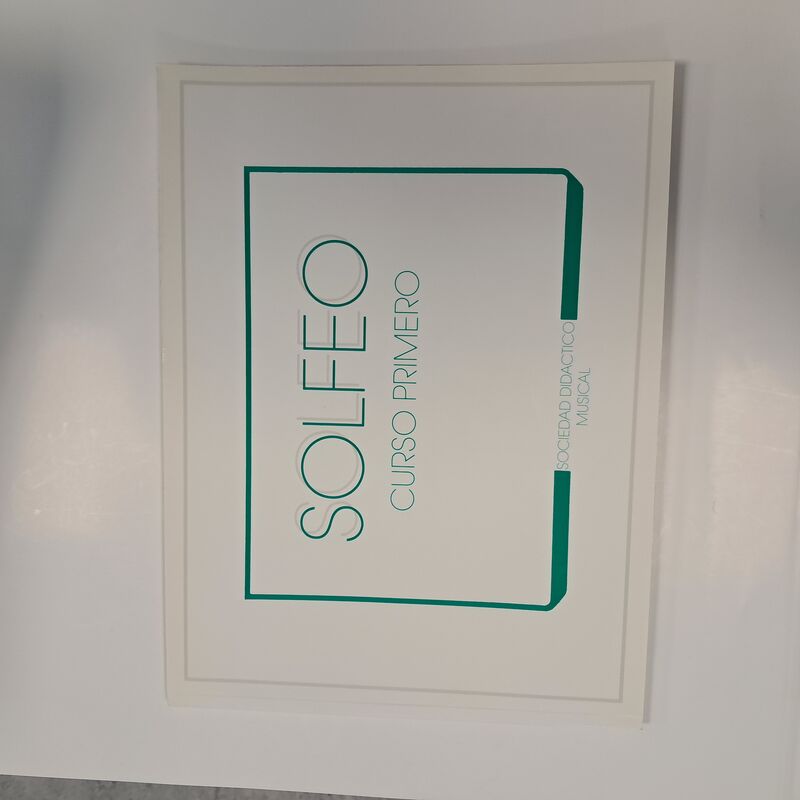 SOLFEO
CURSO PRIMERO
SOCIEDAD DIDACTICO
MUSICAL